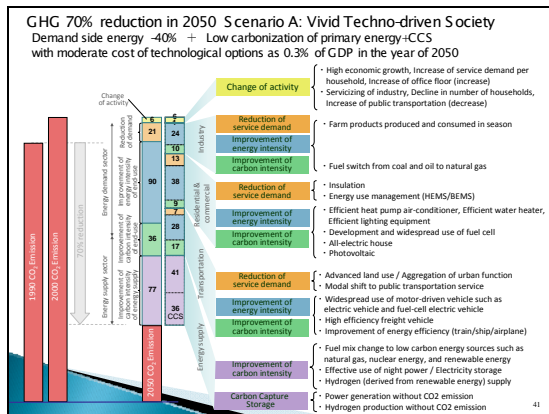 GHG 70% reduction in 2050 Scenario A: Vivid Techno-driven Society
Demand side energy -40% + Low carbonization of primary energy+CCS
with moderate cost of technological options as 0.3% of GDP in the year of 2050
Change of
activity
Reduction
of demand
Improvement of
energy intensity
of end-use
Improvement of
carbon intensity
of end-use
Improvement of
carbon intensity of
energy supply
Energy demand sector
Energy supply sector
1990 CO2 Emission
2000 CO2 Emission
70% reduction
2050 CO2 Emission
6
21
90
36
77
24
10
13
38
9
7
28
17
41
36
CCS
Industry
Residential &
commercial
Transportation
Energy supply
Change of activity
・ High economic growth, Increase of service demand per
household, Increase of office floor (increase)
・ Servicizing of industry, Decline in number of households,
Increase of public transportation (decrease)
Reduction of
service demand
Improvement of
energy intensity
Improvement of
carbon intensity
・ Farm products produced and consumed in season
・ Fuel switch from coal and oil to natural gas
Reduction of
service demand
Improvement of
energy intensity
Improvement of
carbon intensity
・ Insulation
・ Energy use management (HEMS/BEMS)
・ Efficient heat pump air-conditioner, Efficient water heater,
Efficient lighting equipment
・ Development and widespread use of fuel cell
・ All-electric house
・ Photovoltaic
Reduction of
service demand
Improvement of
energy intensity
Improvement of
carbon intensity
・ Advanced land use / Aggregation of urban function
・ Modal shift to public transportation service
・ Widespread use of motor-driven vehicle such as
electric vehicle and fuel-cell electric vehicle
・ High efficiency freight vehicle
・ Improvement of energy efficiency (train/ship/airplane)
Improvement of
carbon intensity
・ Fuel mix change to low carbon energy sources such as
natural gas, nuclear energy, and renewable energy
・ Effective use of night power / Electricity storage
・ Hydrogen (derived from renewable energy) supply
Carbon Capture
Storage
・ Power generation without CO2 emission
・ Hydrogen production without CO2 emission
41